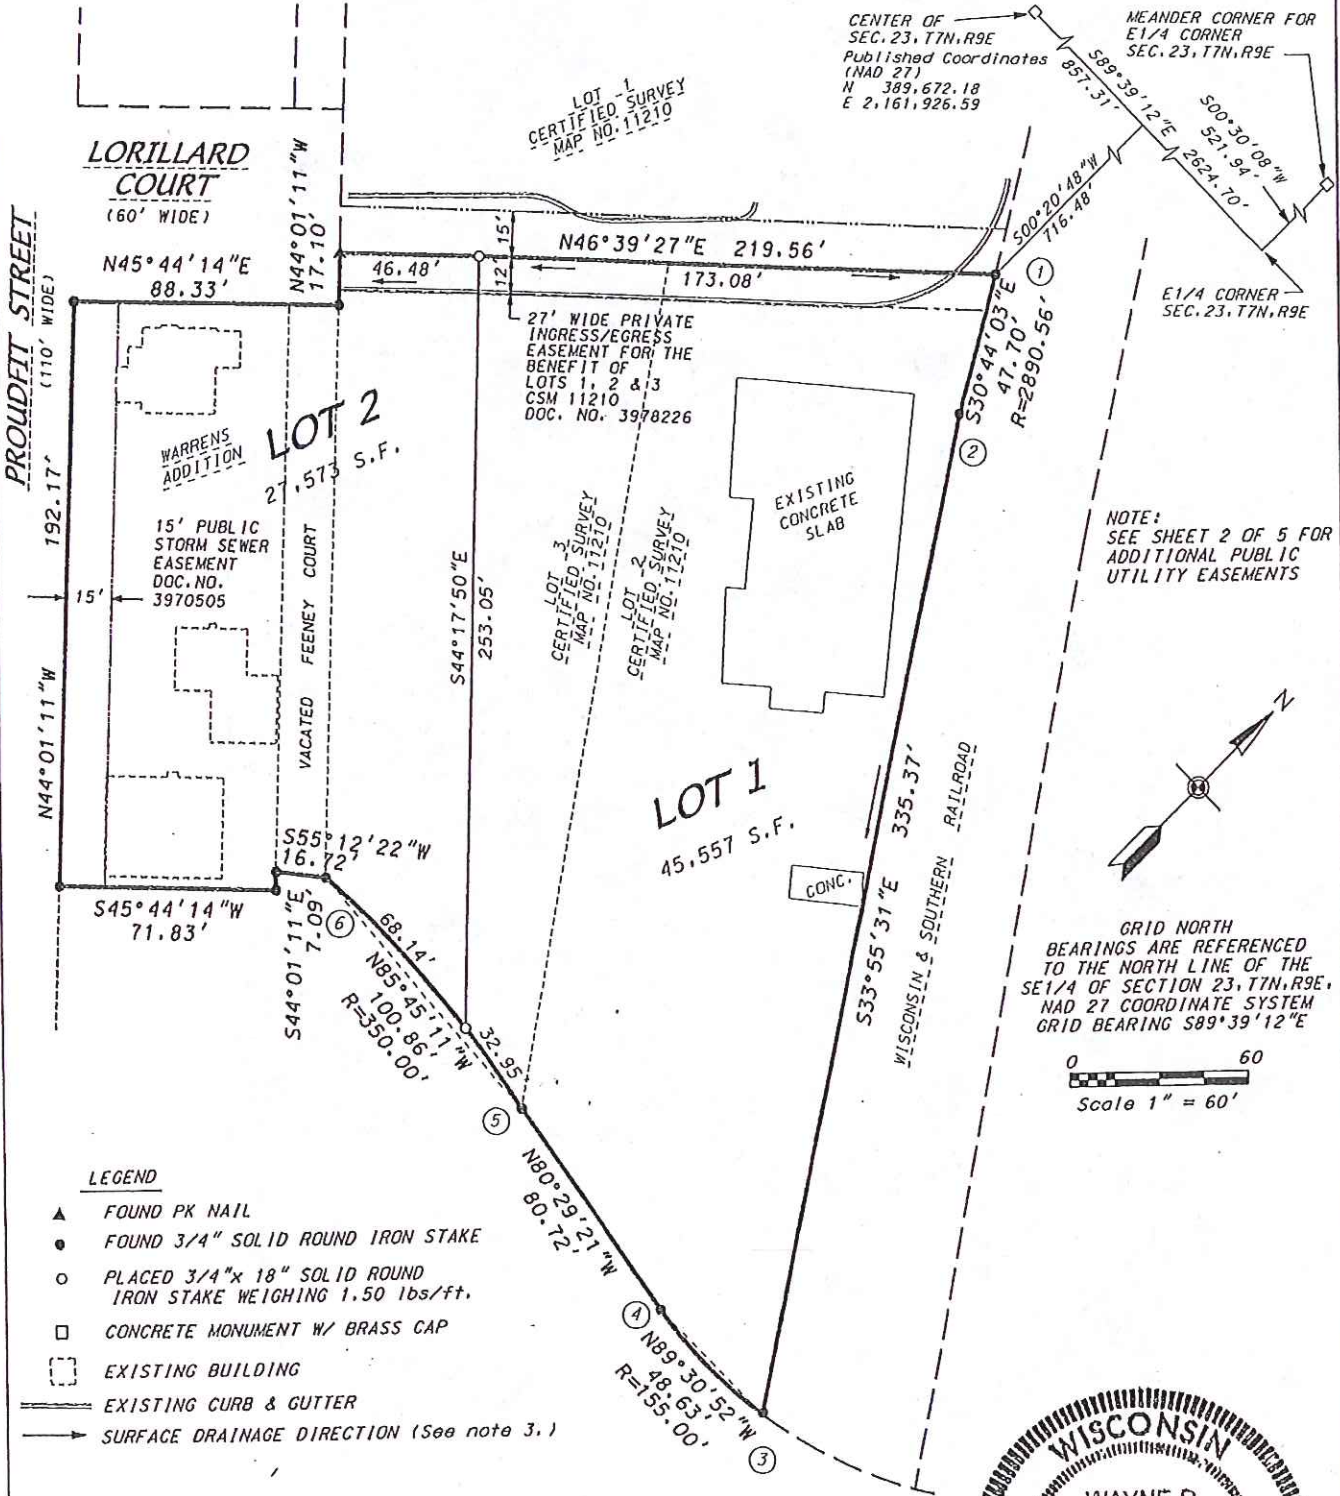 CENTER OF
SEC. 23, T7N, R9E
Published Coordinates
(NAD 27)
N 389,672.18
E 2,161,926.59
MEANDER CORNER FOR
E1/4 CORNER
SEC. 23, T7N, R9E
S89°39'12"E
857.31'
2624.70'
S00°30'08"W
521.94'
S00°20'48"W
716.48'
E1/4 CORNER
SEC. 23, T7N, R9E
LOT -1
CERTIFIED SURVEY
MAP NO. 11210
LORILLARD
COURT
(60' WIDE)
N44°01'11"W
17.10'
PROUDFIT STREET
(110' WIDE)
N45°44'14"E
88.33'
15'
N46°39'27"E 219.56'
46.48'
12'
173.08'
1
27' WIDE PRIVATE
INGRESS/EGRESS
EASEMENT FOR THE
BENEFIT OF
LOTS 1, 2 & 3
CSM 11210
DOC. NO. 3978226
S30°44'03"E
47.70'
R=2890.56'
2
WARRENS
ADDITION
LOT 2
27,573 S.F.
192.17'
N44°01'11"W
15' PUBLIC
STORM SEWER
EASEMENT
DOC. NO.
3970505
15'
VACATED FEENEY COURT
S44°17'50"E
253.05'
LOT -3
CERTIFIED SURVEY
MAP NO. 11210
LOT -2
CERTIFIED SURVEY
MAP NO. 11210
EXISTING
CONCRETE
SLAB
NOTE:
SEE SHEET 2 OF 5 FOR
ADDITIONAL PUBLIC
UTILITY EASEMENTS
LOT 1
45,557 S.F.
CONC.
S33°55'31"E 335.37'
WISCONSIN & SOUTHERN RAILROAD
N
GRID NORTH
BEARINGS ARE REFERENCED
TO THE NORTH LINE OF THE
SE1/4 OF SECTION 23, T7N, R9E,
NAD 27 COORDINATE SYSTEM
GRID BEARING S89°39'12"E
0 60
Scale 1" = 60'
S55°12'22"W
16.72'
S45°44'14"W
71.83'
S44°01'11"E
7.09'
6
68.14'
N85°45'11"W
100.86'
R=350.00'
32.95'
5
N80°29'21"W
80.72'
4
N89°30'52"W
48.63'
R=155.00'
3
LEGEND
FOUND PK NAIL
FOUND 3/4" SOLID ROUND IRON STAKE
PLACED 3/4"x 18" SOLID ROUND
IRON STAKE WEIGHING 1.50 lbs/ft.
CONCRETE MONUMENT W/ BRASS CAP
EXISTING BUILDING
EXISTING CURB & GUTTER
SURFACE DRAINAGE DIRECTION (See note 3.)
WISCONSIN